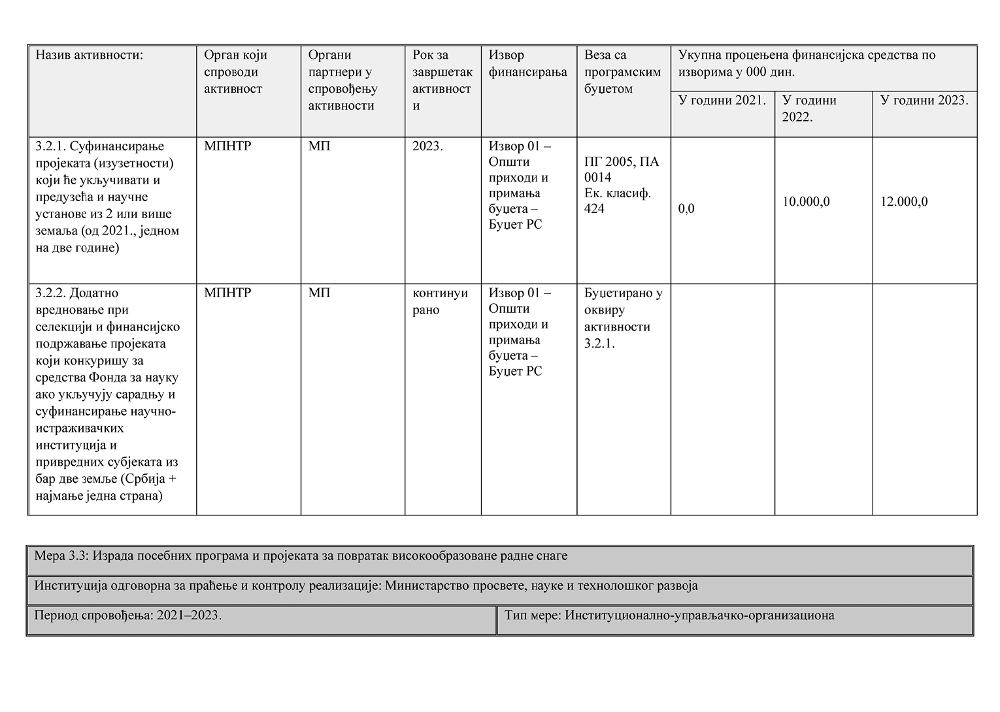 Назив активности:
Орган који
спроводи
активност
Органи
партнери у
спровођењу
активности
Рок за
завршетак
активност
и
Извор
финансирања
Веза са
програмским
буџетом
Укупна процењена финансијска средства по
изворима у 000 дин.
У години 2021.
У години
2022.
У години 2023.
3.2.1. Суфинансирање
пројеката (изузетности)
који ће укључивати и
предузећа и научне
установе из 2 или више
земаља (од 2021., једном
на две године)
МПНТР
МП
2023.
Извор 01 –
Општи
приходи и
примања
буџета –
Буџет РС
ПГ 2005, ПА
0014
Ек. класиф.
424
0,0
10.000,0
12.000,0
3.2.2. Додатно
вредновање при
селекцији и финансијско
подржавање пројеката
који конкуришу за
средства Фонда за науку
ако укључују сарадњу и
суфинансирање научно-
истраживачких
институција и
привредних субјеката из
бар две земље (Србија +
најмање једна страна)
МПНТР
МП
континуи
рано
Извор 01 –
Општи
приходи и
примања
буџета –
Буџет РС
Буџетирано у
оквиру
активности
3.2.1.
Мера 3.3: Израда посебних програма и пројеката за повратак високообразоване радне снаге
Институција одговорна за праћење и контролу реализације: Министарство просвете, науке и технолошког развоја
Период спровођења: 2021–2023.
Тип мере: Институционално-управљачко-организациона